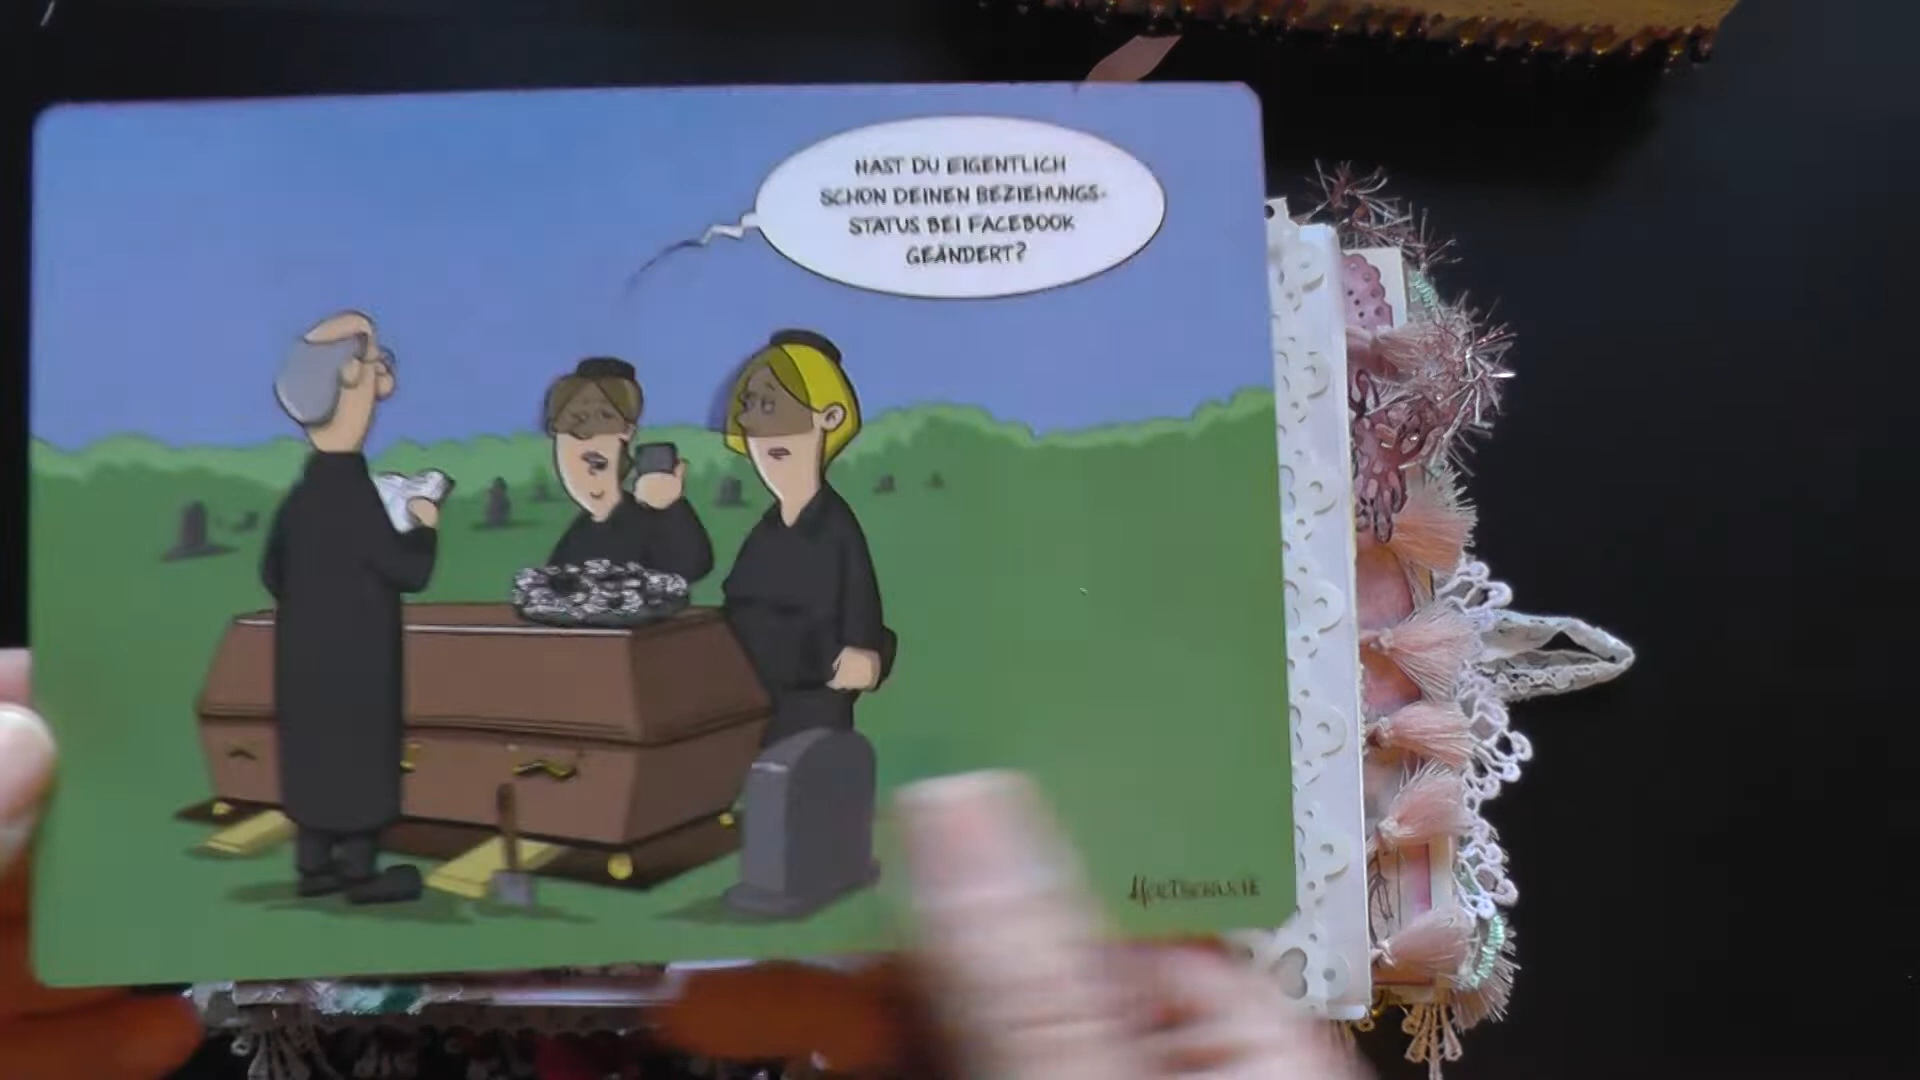 HAST DU EIGENTLICH
SCHON DEINEN BEZIEHUNGS-
STATUS BEI FACEBOOK
GEÄNDERT?